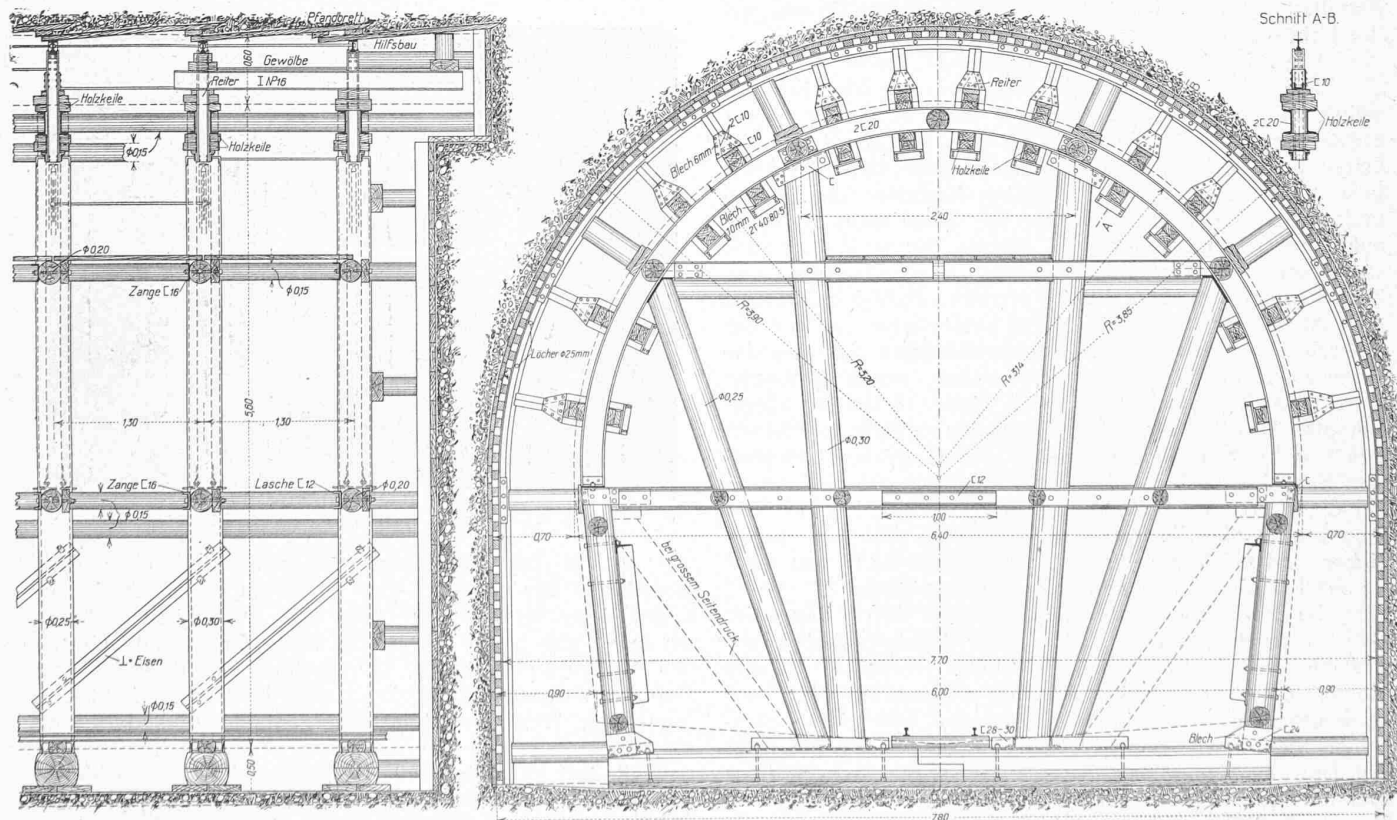 Pfandbrett
Hilfsbau
0,60
Gewölbe
Reiter I № 16
Holzkeile
Holzkeile
ϕ0,15
ϕ0,20
Zange [16
ϕ0,15
1,30
1,30
5,60
Zange [16
Lasche [12
ϕ0,20
ϕ0,15
ϕ0,25
ϕ0,30
⊥ Eisen
ϕ0,15
0,50
Reiter
2[10
[10
Blech 6mm
2[20
Holzkeile
C
Blech
10mm
2,40
A
R=3,90
R=3,20
R=3,14
R=3,85
Löcher ϕ25mm
ϕ0,25
ϕ0,30
[12
1,00
C
0,70
6,40
0,70
bei grossem Seitendruck
7,70
0,90
6,00
0,90
[26-30
Blech
[24
7,80
Schnitt A-B.
[10
2[20
Holzkeile